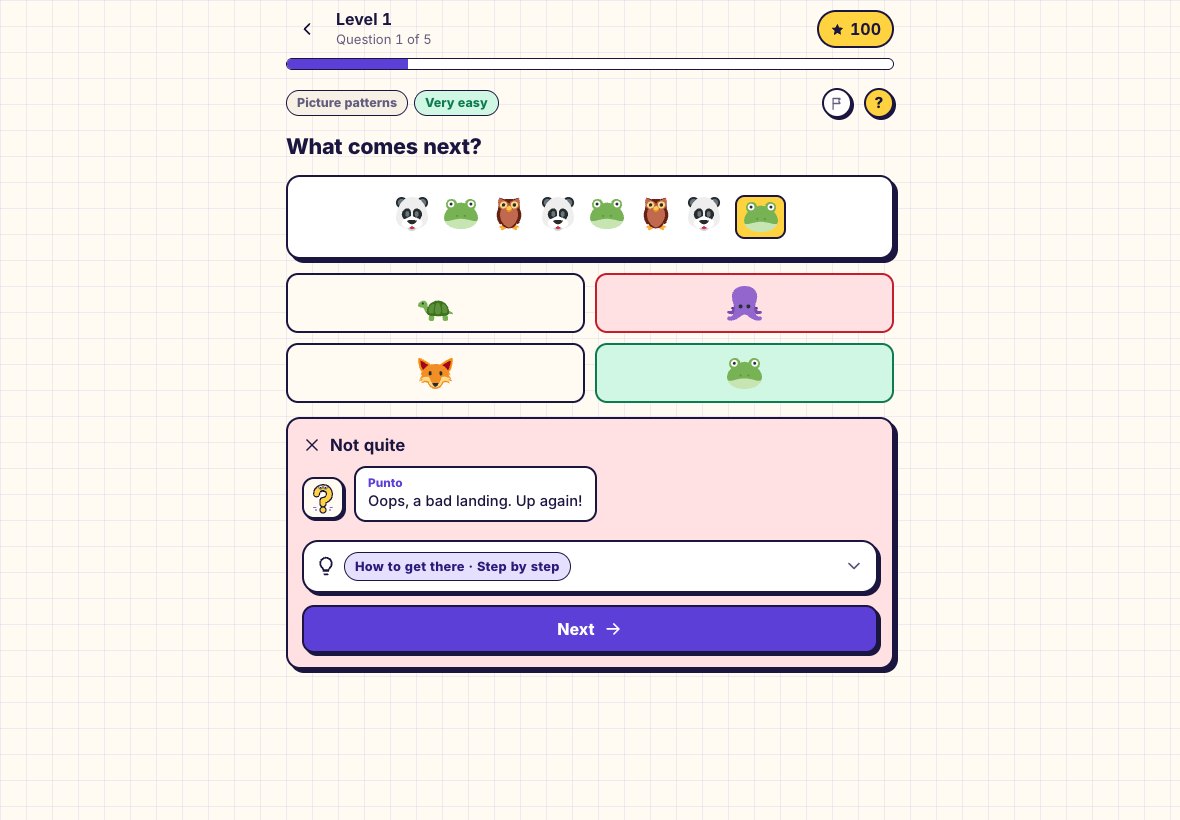 Level 1
Question 1 of 5
100
Picture patterns
Very easy
?
What comes next?
Not quite
Punto
Oops, a bad landing. Up again!
How to get there · Step by step
Next →